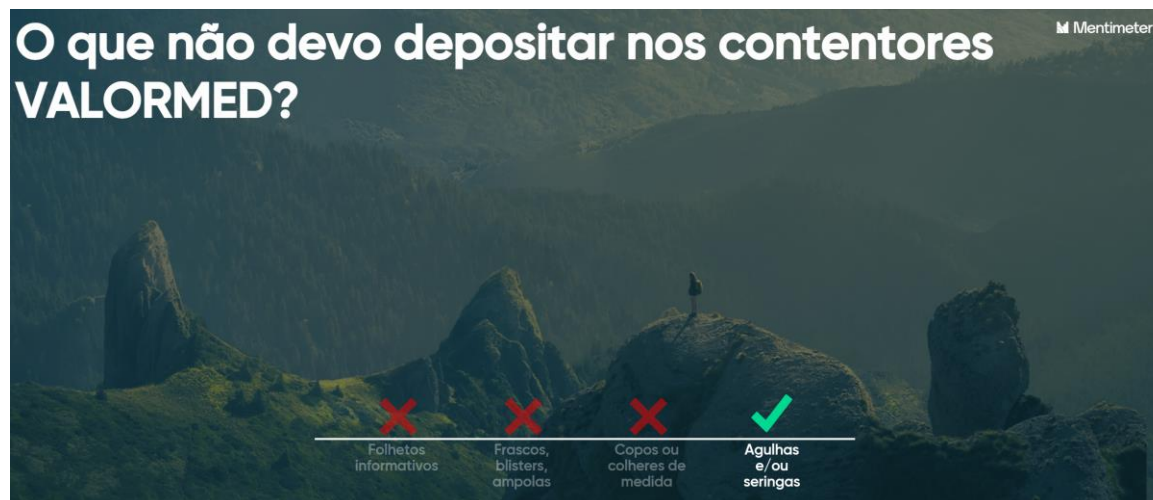 O que não devo depositar nos contentores
VALORMED?
Mentimeter
Folhetos
informativos
Frascos,
blisters,
ampolas
Copos ou
colheres de
medida
Agulhas
e/ou
seringas